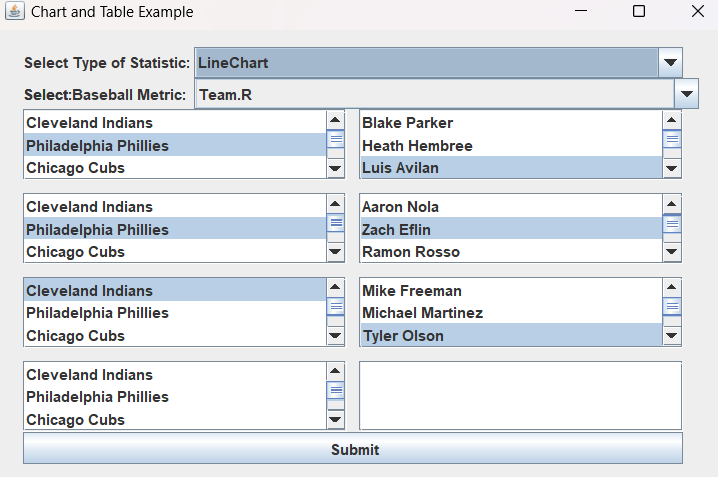 Chart and Table Example
Select Type of Statistic: LineChart
Select:Baseball Metric: Team.R
Cleveland Indians
Philadelphia Phillies
Chicago Cubs
Blake Parker
Heath Hembree
Luis Avilan
Cleveland Indians
Philadelphia Phillies
Chicago Cubs
Aaron Nola
Zach Eflin
Ramon Rosso
Cleveland Indians
Philadelphia Phillies
Chicago Cubs
Mike Freeman
Michael Martinez
Tyler Olson
Cleveland Indians
Philadelphia Phillies
Chicago Cubs
Submit